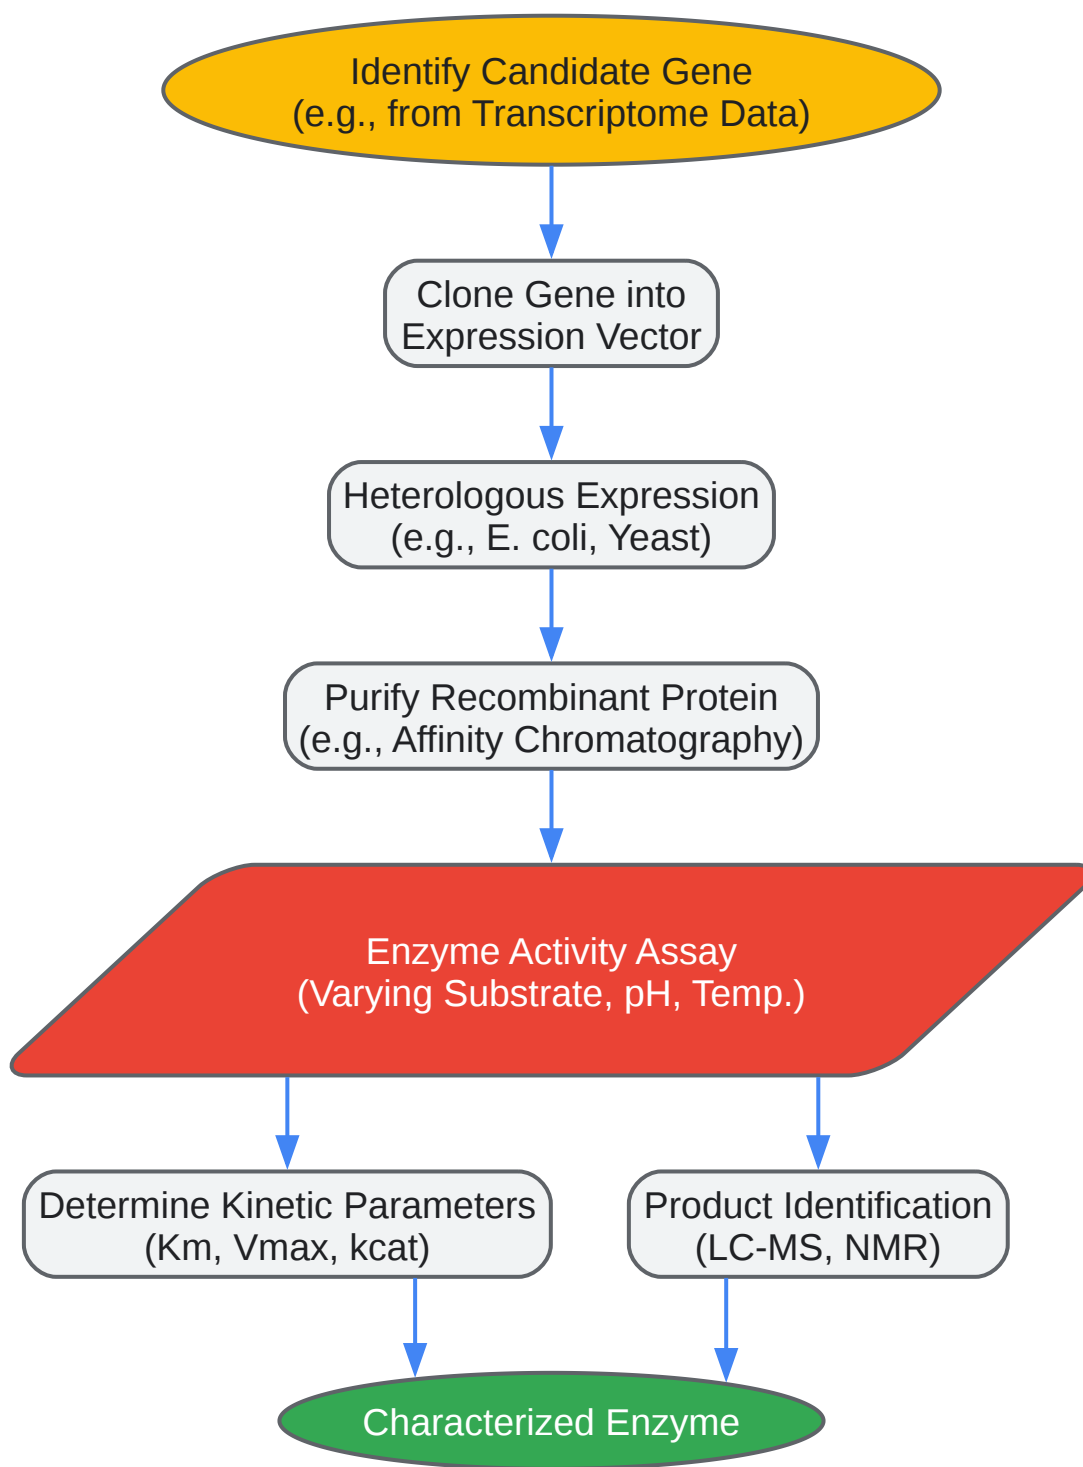 Identify Candidate Gene
(e.g., from Transcriptome Data)
Clone Gene into
Expression Vector
Heterologous Expression
(e.g., E. coli, Yeast)
Purify Recombinant Protein
(e.g., Affinity Chromatography)
Enzyme Activity Assay
(Varying Substrate, pH, Temp.)
Determine Kinetic Parameters
(Km, Vmax, kcat)
Product Identification
(LC-MS, NMR)
Characterized Enzyme